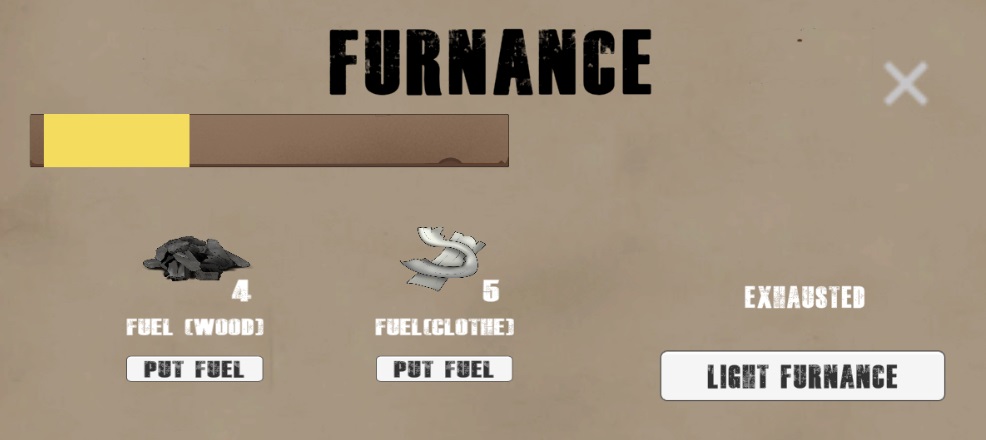 FURNANCE
4
5
FUEL (WOOD)
FUEL(CLOTHE)
PUT FUEL
PUT FUEL
EXHAUSTED
LIGHT FURNANCE